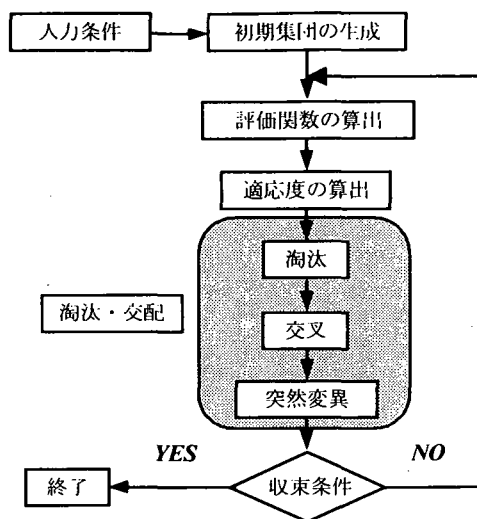 入力条件
初期集団の生成
評価関数の算出
適応度の算出
淘汰
淘汰・交配
交叉
突然変異
YES
NO
収束条件
終了